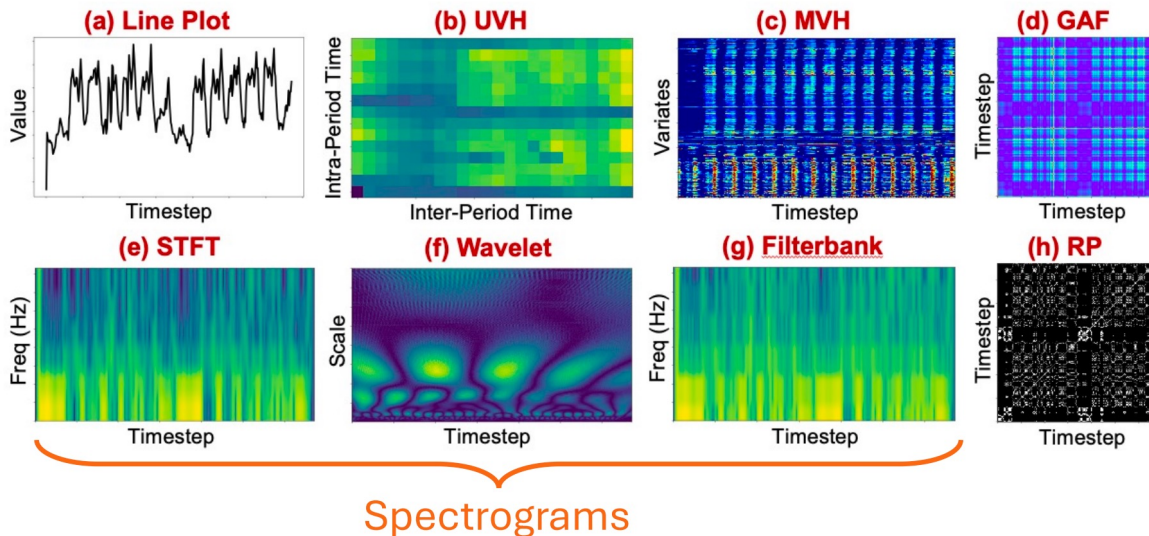 (a) Line Plot
Value
Timestep
(b) UVH
Intra-Period Time
Inter-Period Time
(c) MVH
Variates
Timestep
(d) GAF
Timestep
Timestep
(e) STFT
Freq (Hz)
Timestep
(f) Wavelet
Scale
Timestep
(g) Filterbank
Freq (Hz)
Timestep
(h) RP
Timestep
Timestep
Spectrograms